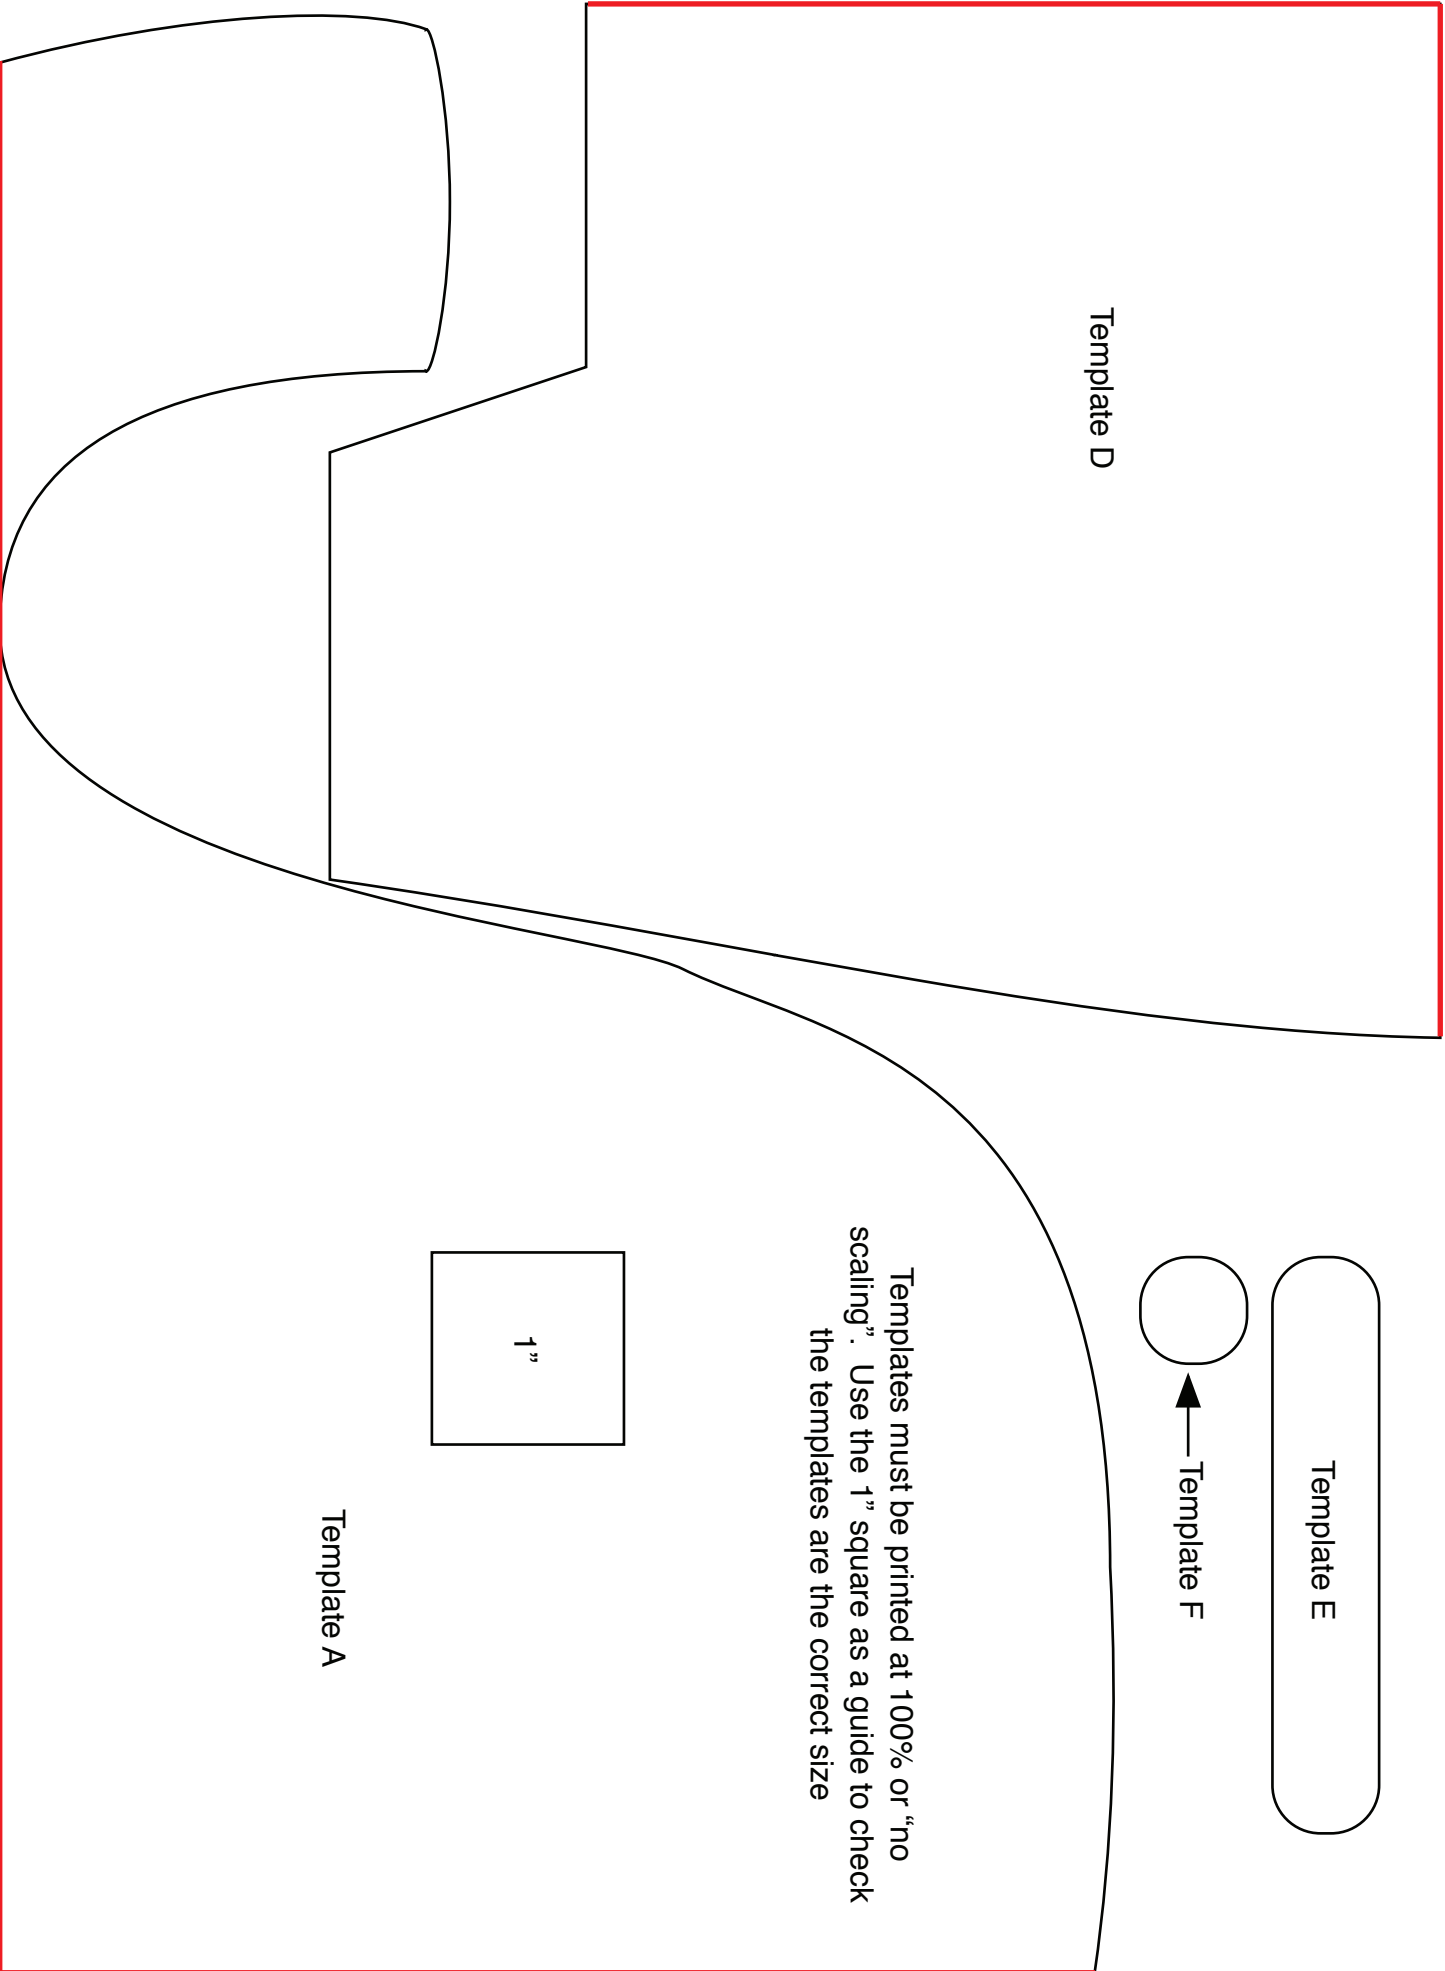 Template D
Template E
Template F
Templates must be printed at 100% or “no
scaling”. Use the 1” square as a guide to check
the templates are the correct size
1”
Template A